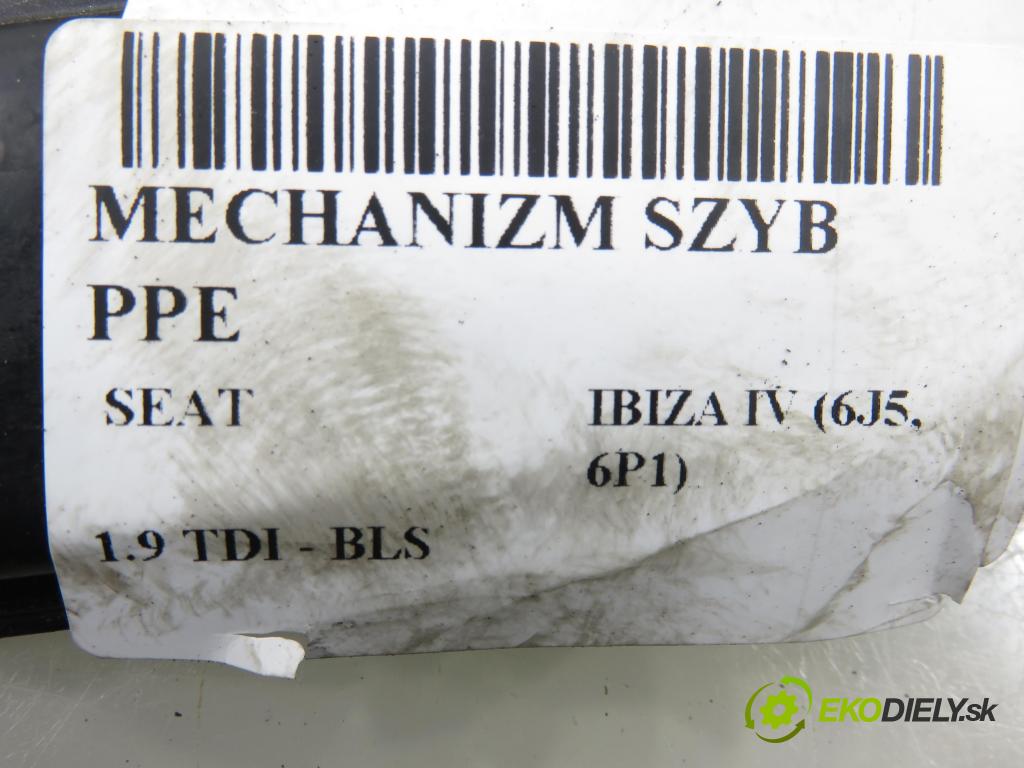 MECHANIZM SZYB
PPE
SEAT
IBIZA IV (6J5,
6P1)
1.9 TDI - BLS
EKODIELY.sk